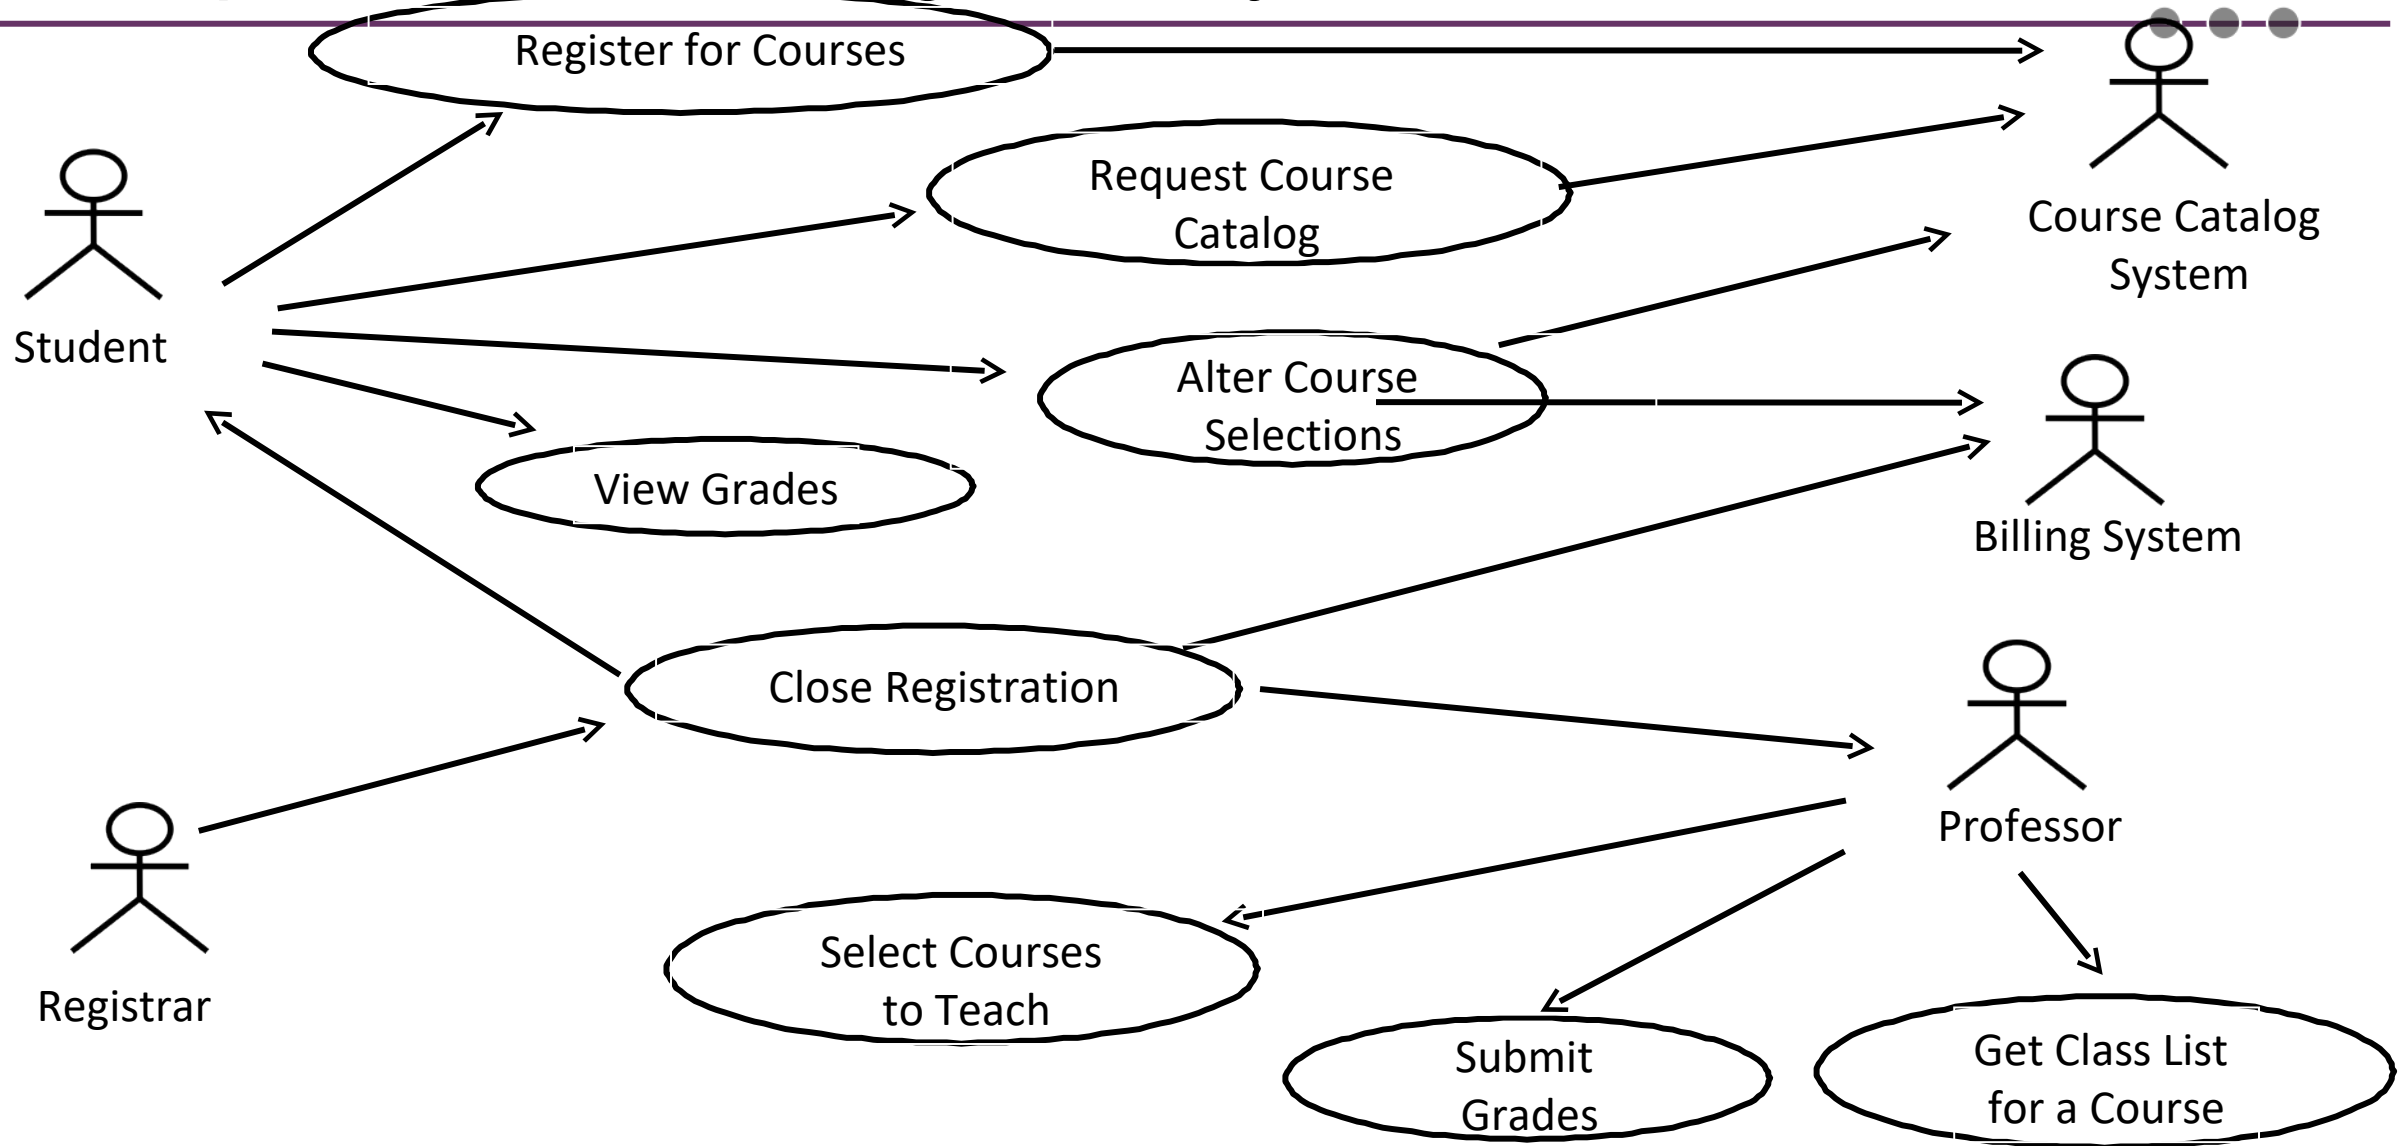 Register for Courses
Request Course
Catalog
Course Catalog
System
Student
Alter Course
Selections
View Grades
Billing System
Close Registration
Professor
Registrar
Select Courses
to Teach
Submit
Grades
Get Class List
for a Course